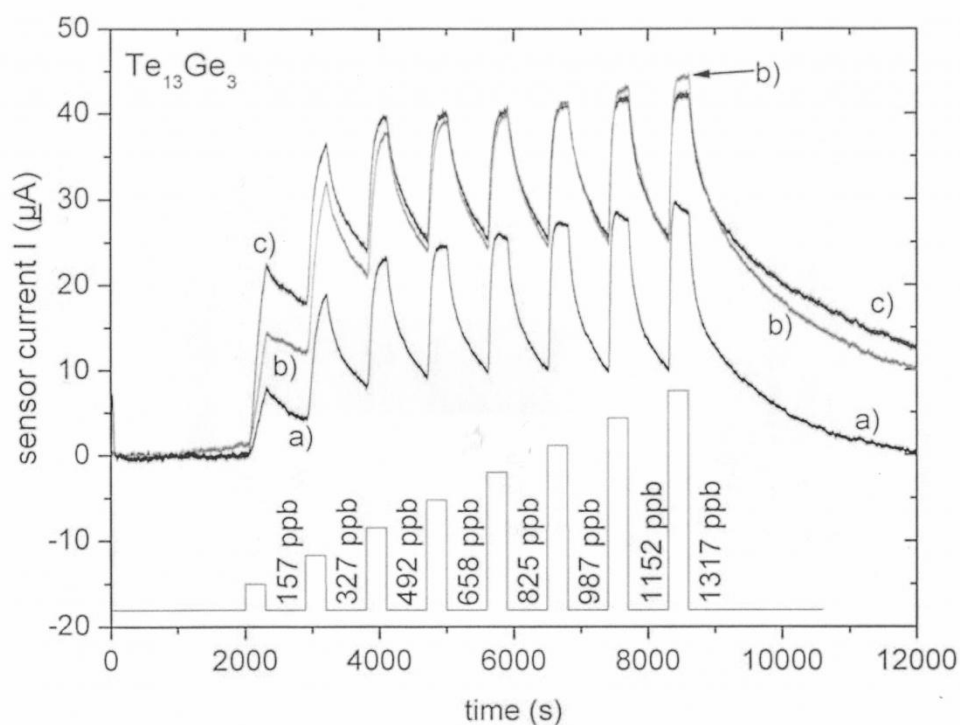 Te13Ge3
50
40
30
20
10
0
-10
-20
sensor current I (µA)
b)
c)
b)
a)
c)
b)
a)
157 ppb
327 ppb
492 ppb
658 ppb
825 ppb
987 ppb
1152 ppb
1317 ppb
0 2000 4000 6000 8000 10000 12000
time (s)